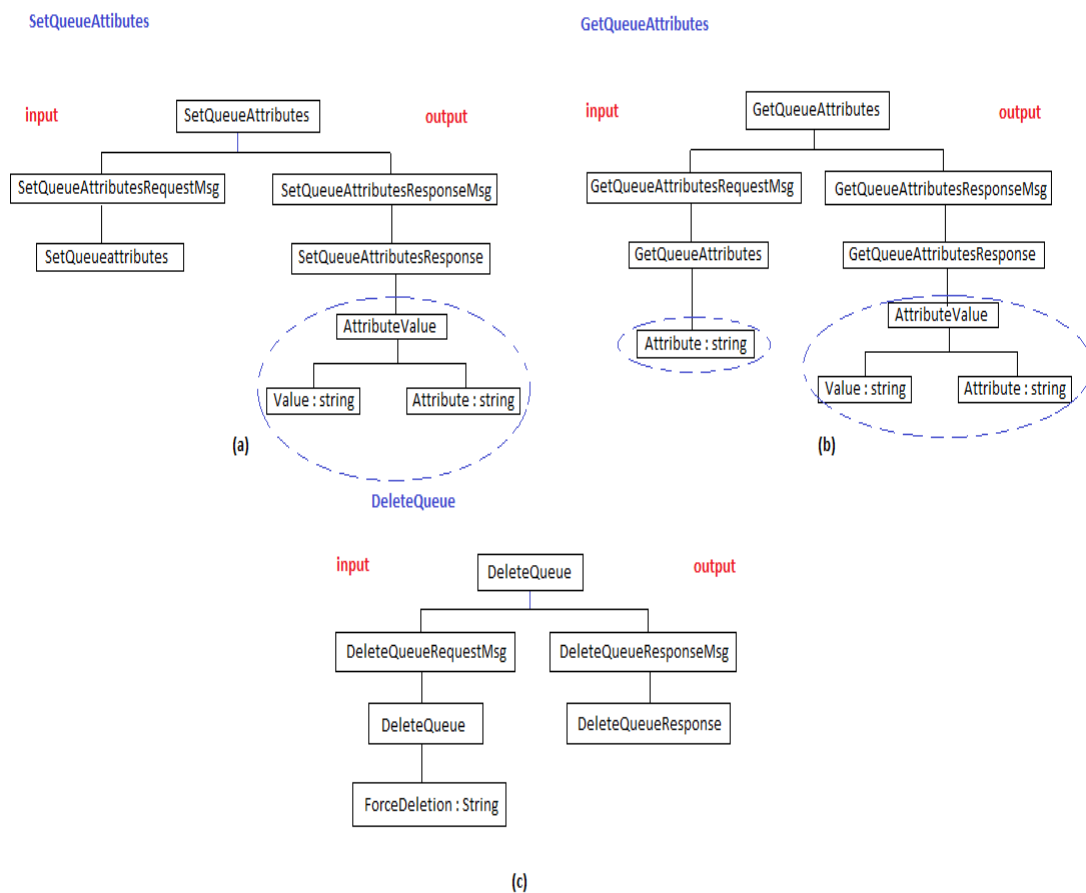 SetQueueAttibutes
input
output
SetQueueAttributes
SetQueueAttributesRequestMsg
SetQueueAttributesResponseMsg
SetQueueattributes
SetQueueAttributesResponse
AttributeValue
Value : string
Attribute : string
(a)
GetQueueAttributes
input
output
GetQueueAttributes
GetQueueAttributesRequestMsg
GetQueueAttributesResponseMsg
GetQueueAttributes
GetQueueAttributesResponse
Attribute : string
AttributeValue
Value : string
Attribute : string
(b)
DeleteQueue
input
output
DeleteQueue
DeleteQueueRequestMsg
DeleteQueueResponseMsg
DeleteQueue
DeleteQueueResponse
ForceDeletion : String
(c)